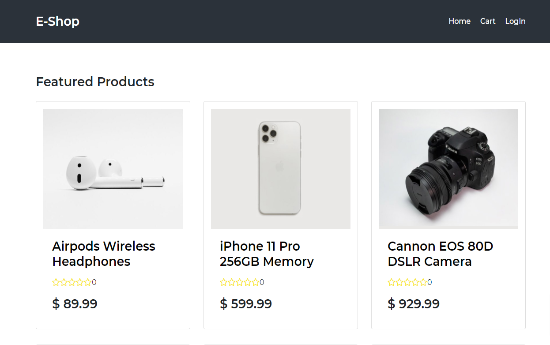 E-Shop
Home Cart LogIn
Featured Products
Airpods Wireless
Headphones
0
$ 89.99
iPhone 11 Pro
256GB Memory
0
$ 599.99
Cannon EOS 80D
DSLR Camera
0
$ 929.99